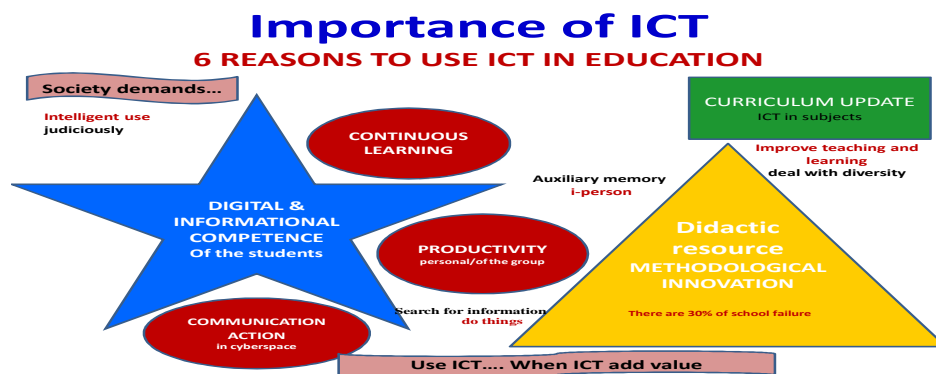 Importance of ICT
6 REASONS TO USE ICT IN EDUCATION
Society demands...
Intelligent use
judiciously
CONTINUOUS
LEARNING
CURRICULUM UPDATE
ICT in subjects
Improve teaching and
learning
deal with diversity
Auxiliary memory
i-person
DIGITAL &
INFORMATIONAL
COMPETENCE
Of the students
PRODUCTIVITY
personal/of the group
Didactic
resource
METHODOLOGICAL
INNOVATION
There are 30% of school failure
Search for information
do things
COMMUNICATION
ACTION
in cyberspace
Use ICT.... When ICT add value